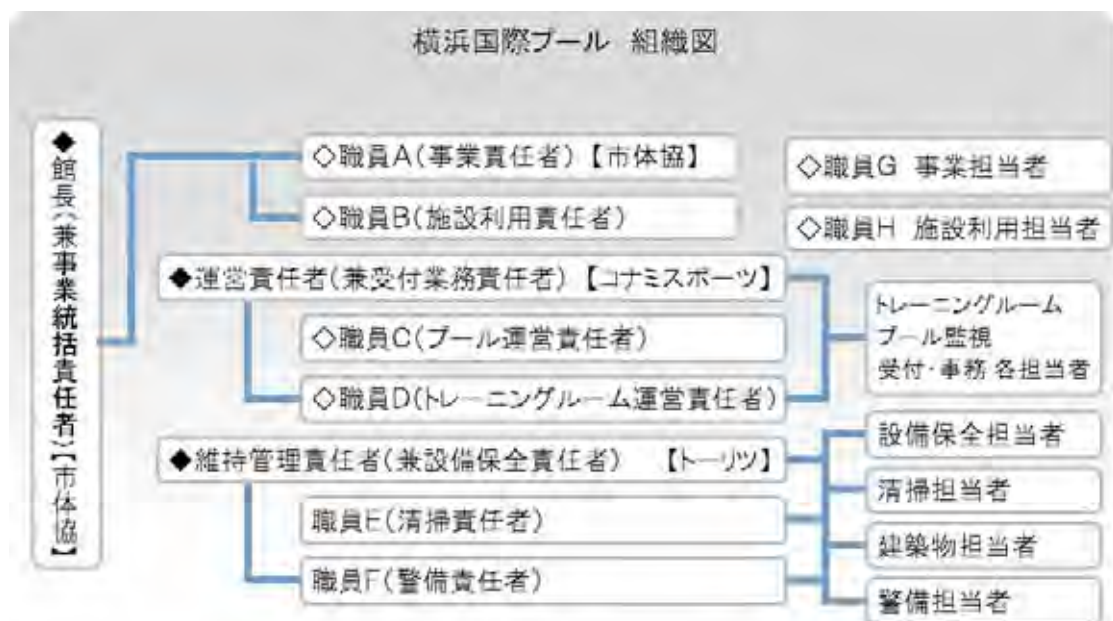 横浜国際プール 組織図
◆館長(兼事業統括責任者)【市体協】
◇職員A(事業責任者)【市体協】
◇職員G 事業担当者
◇職員B(施設利用責任者)
◇職員H 施設利用担当者
◆運営責任者(兼受付業務責任者)【コナミスポーツ】
◇職員C(プール運営責任者)
◇職員D(トレーニングルーム運営責任者)
トレーニングルーム
プール監視
受付・事務 各担当者
◆維持管理責任者(兼設備保全責任者) 【トーリツ】
職員E(清掃責任者)
職員F(警備責任者)
設備保全担当者
清掃担当者
建築物担当者
警備担当者